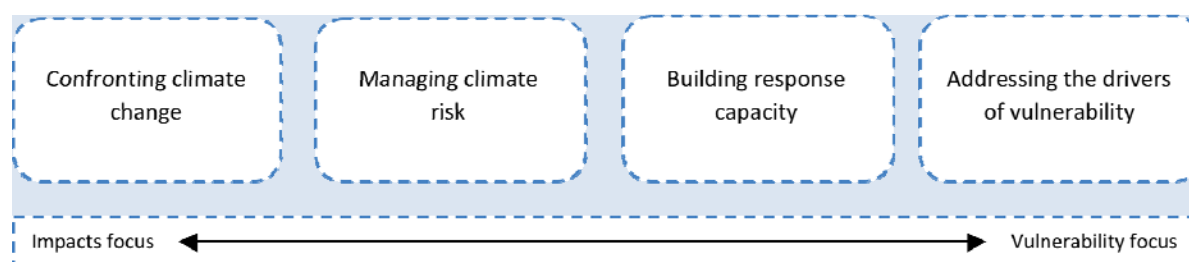 Confronting climate
change
Managing climate
risk
Building response
capacity
Addressing the drivers
of vulnerability
Impacts focus
Vulnerability focus